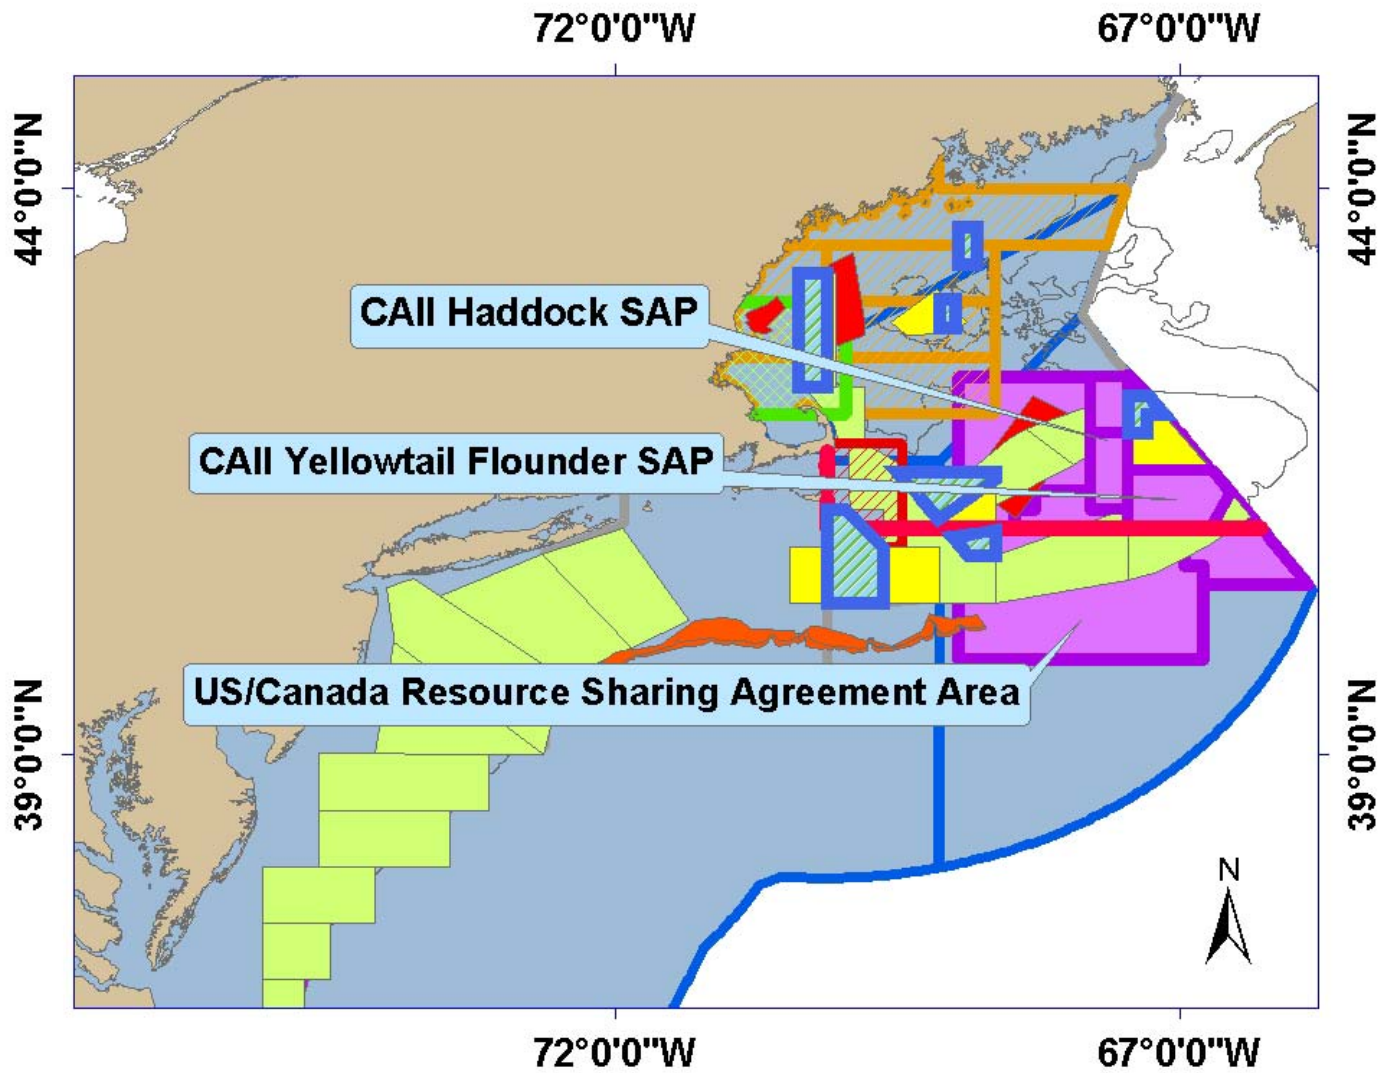 72°0'0"W 67°0'0"W
44°0'0"N
44°0'0"N
CAII Haddock SAP
CAII Yellowtail Flounder SAP
US/Canada Resource Sharing Agreement Area
39°0'0"N
39°0'0"N
N
72°0'0"W 67°0'0"W